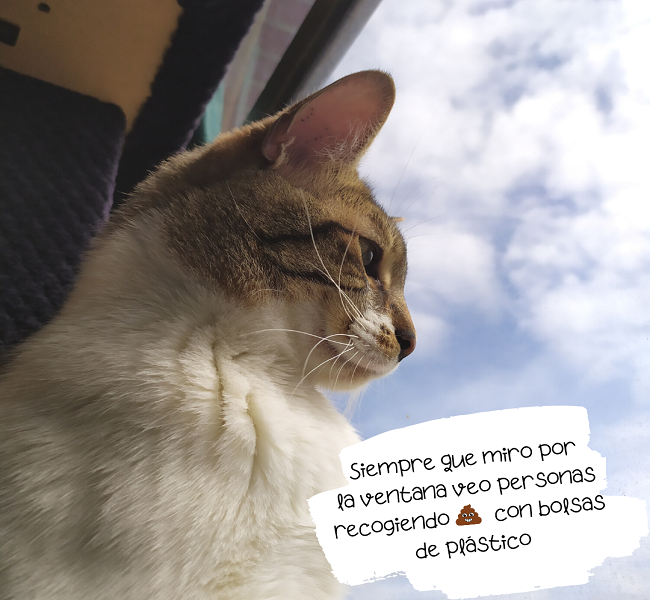 Siempre que miro por
la ventana veo personas
recogiendo 💩 con bolsas
de plástico